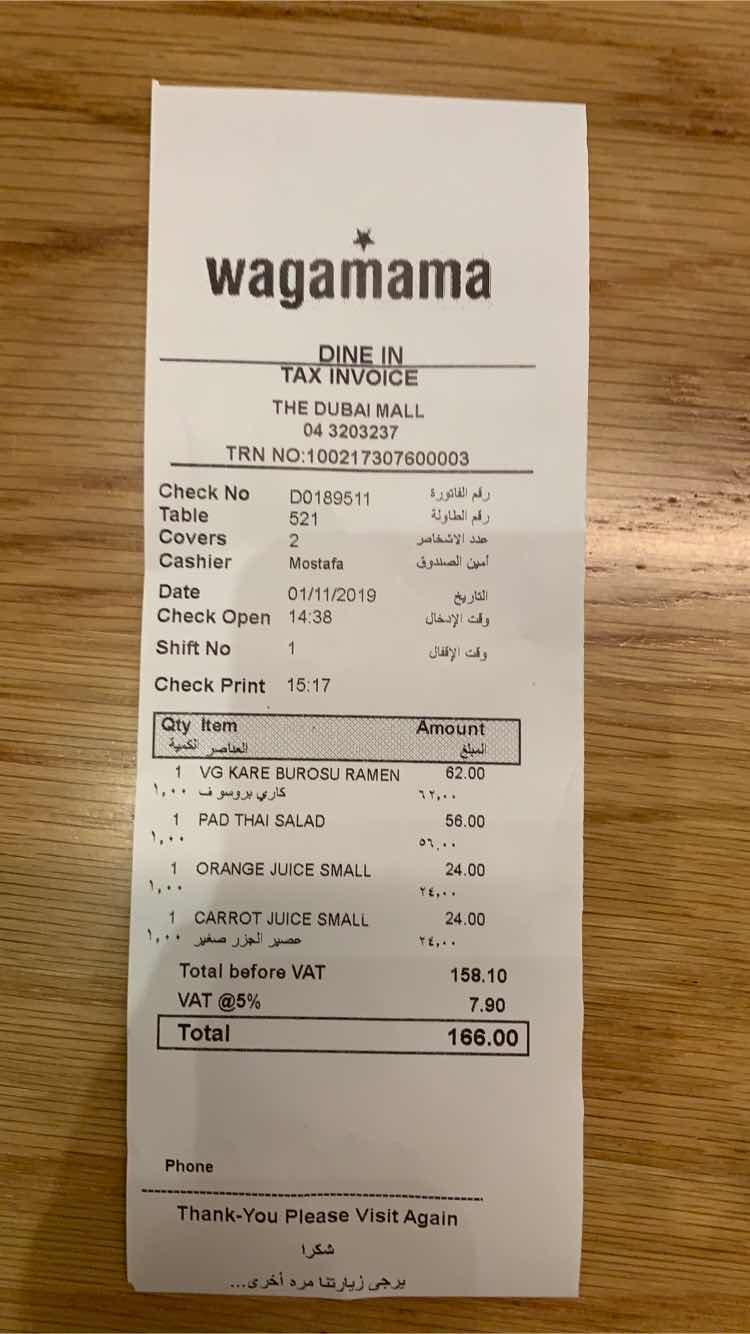 wagamama
DINE IN
TAX INVOICE
THE DUBAI MALL
04 3203237
TRN NO:100217307600003
Check No D0189511 رقم الفاتورة
Table 521 رقم الطاولة
Covers 2 عدد الاشخاصر
Cashier Mostafa أمين الصندوق
Date 01/11/2019 التاريخ
Check Open 14:38 وقت الإدخال
Shift No 1 وقت الإقفال
Check Print 15:17
Qty Item Amount
الكمية العناصر المبلغ
1 VG KARE BUROSU RAMEN 62.00
١,٠٠ كاري بروسو ف ٦٢,٠٠
1 PAD THAI SALAD 56.00
١,٠٠ ٥٦,٠٠
1 ORANGE JUICE SMALL 24.00
١,٠٠ ٢٤,٠٠
1 CARROT JUICE SMALL 24.00
١,٠٠ عصير الجزر صغير ٢٤,٠٠
Total before VAT 158.10
VAT @5% 7.90
Total 166.00
Phone
Thank-You Please Visit Again
شكرا
يرجى زيارتنا مره أخرى...